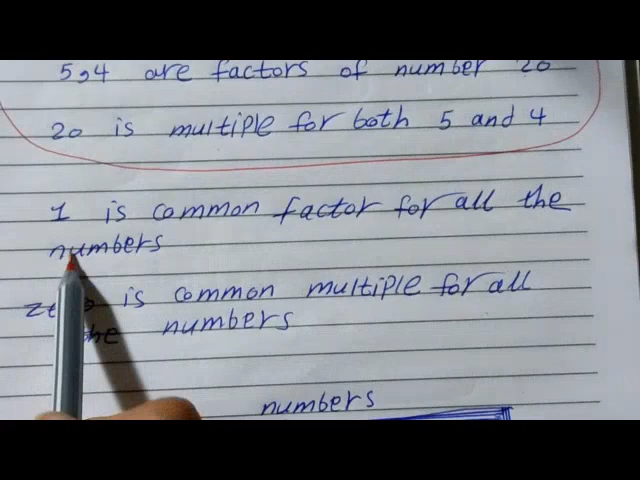 5,4 are factors of number 20
20 is multiple for both 5 and 4
1 is common factor for all the
numbers
is common multiple for all
the numbers
numbers